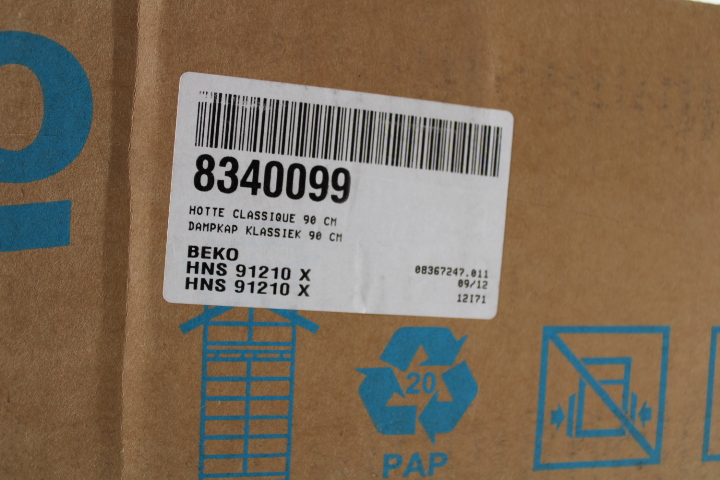 8340099
HOTTE CLASSIQUE 90 CM
DAMPKAP KLASSIEK 90 CM
BEKO
HNS 91210 X
HNS 91210 X
08367247.011
09/12
12I71
20
PAP